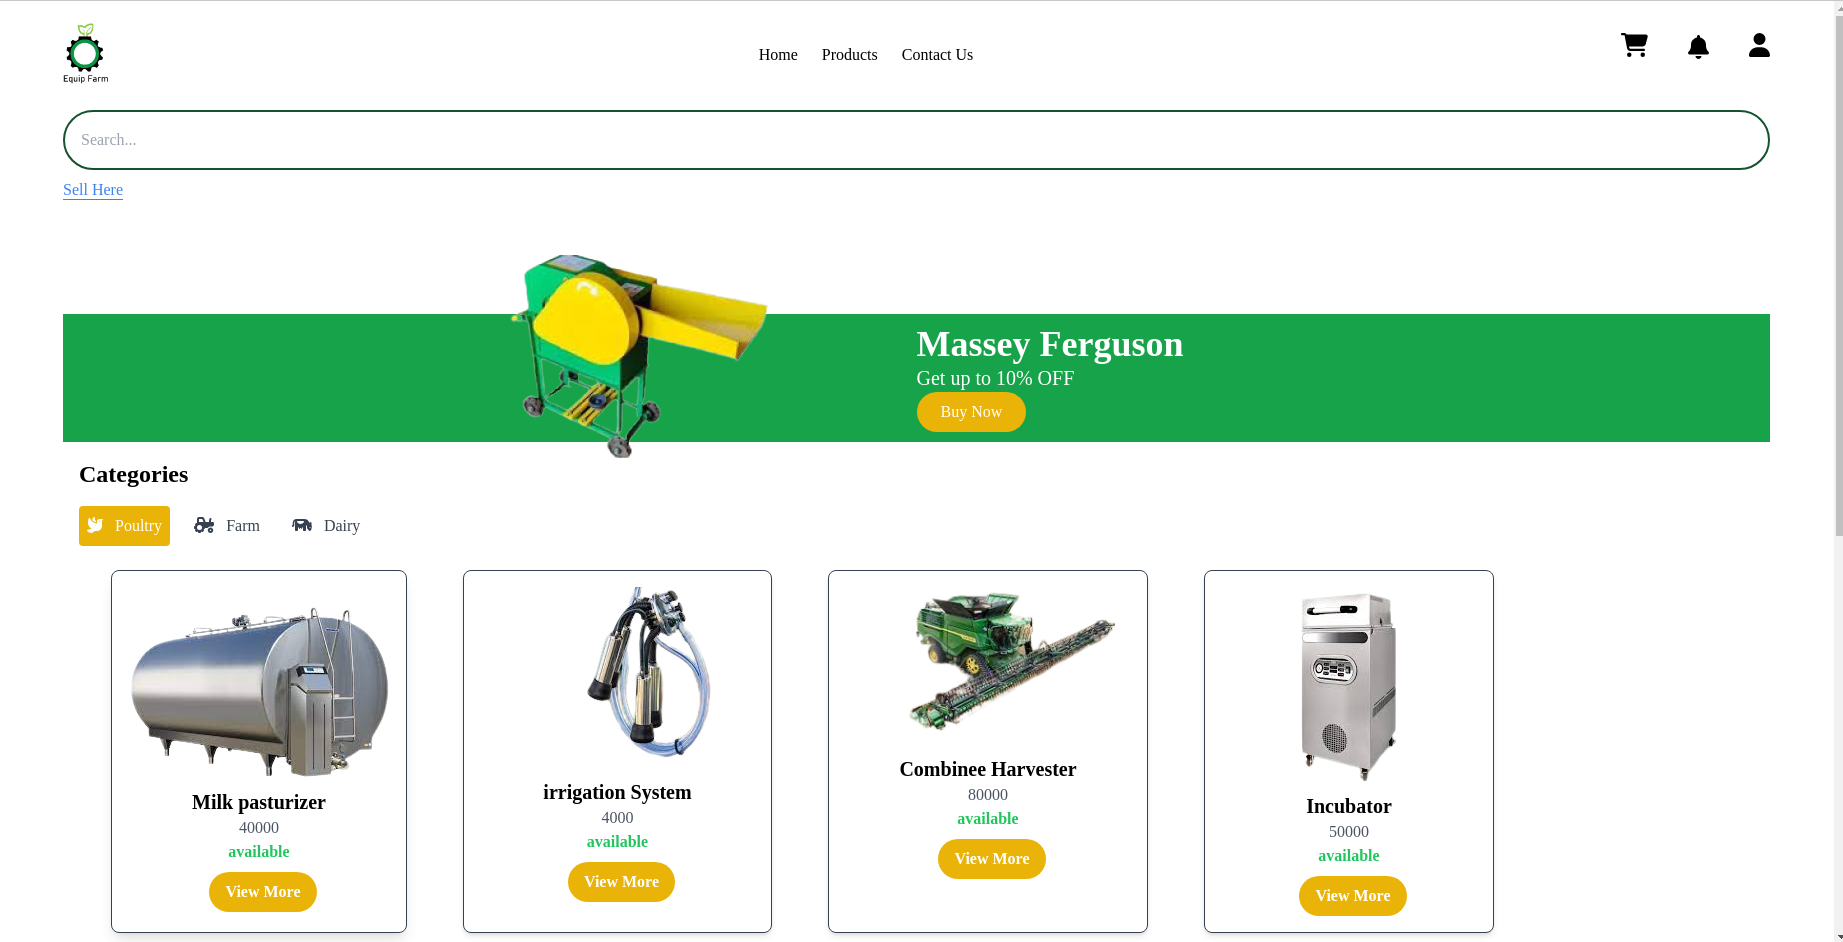 Equip Farm
Home Products Contact Us
Search...
Sell Here
Massey Ferguson
Get up to 10% OFF
Buy Now
Categories
Poultry Farm Dairy
Milk pasturizer
40000
available
View More
irrigation System
4000
available
View More
Combinee Harvester
80000
available
View More
Incubator
50000
available
View More